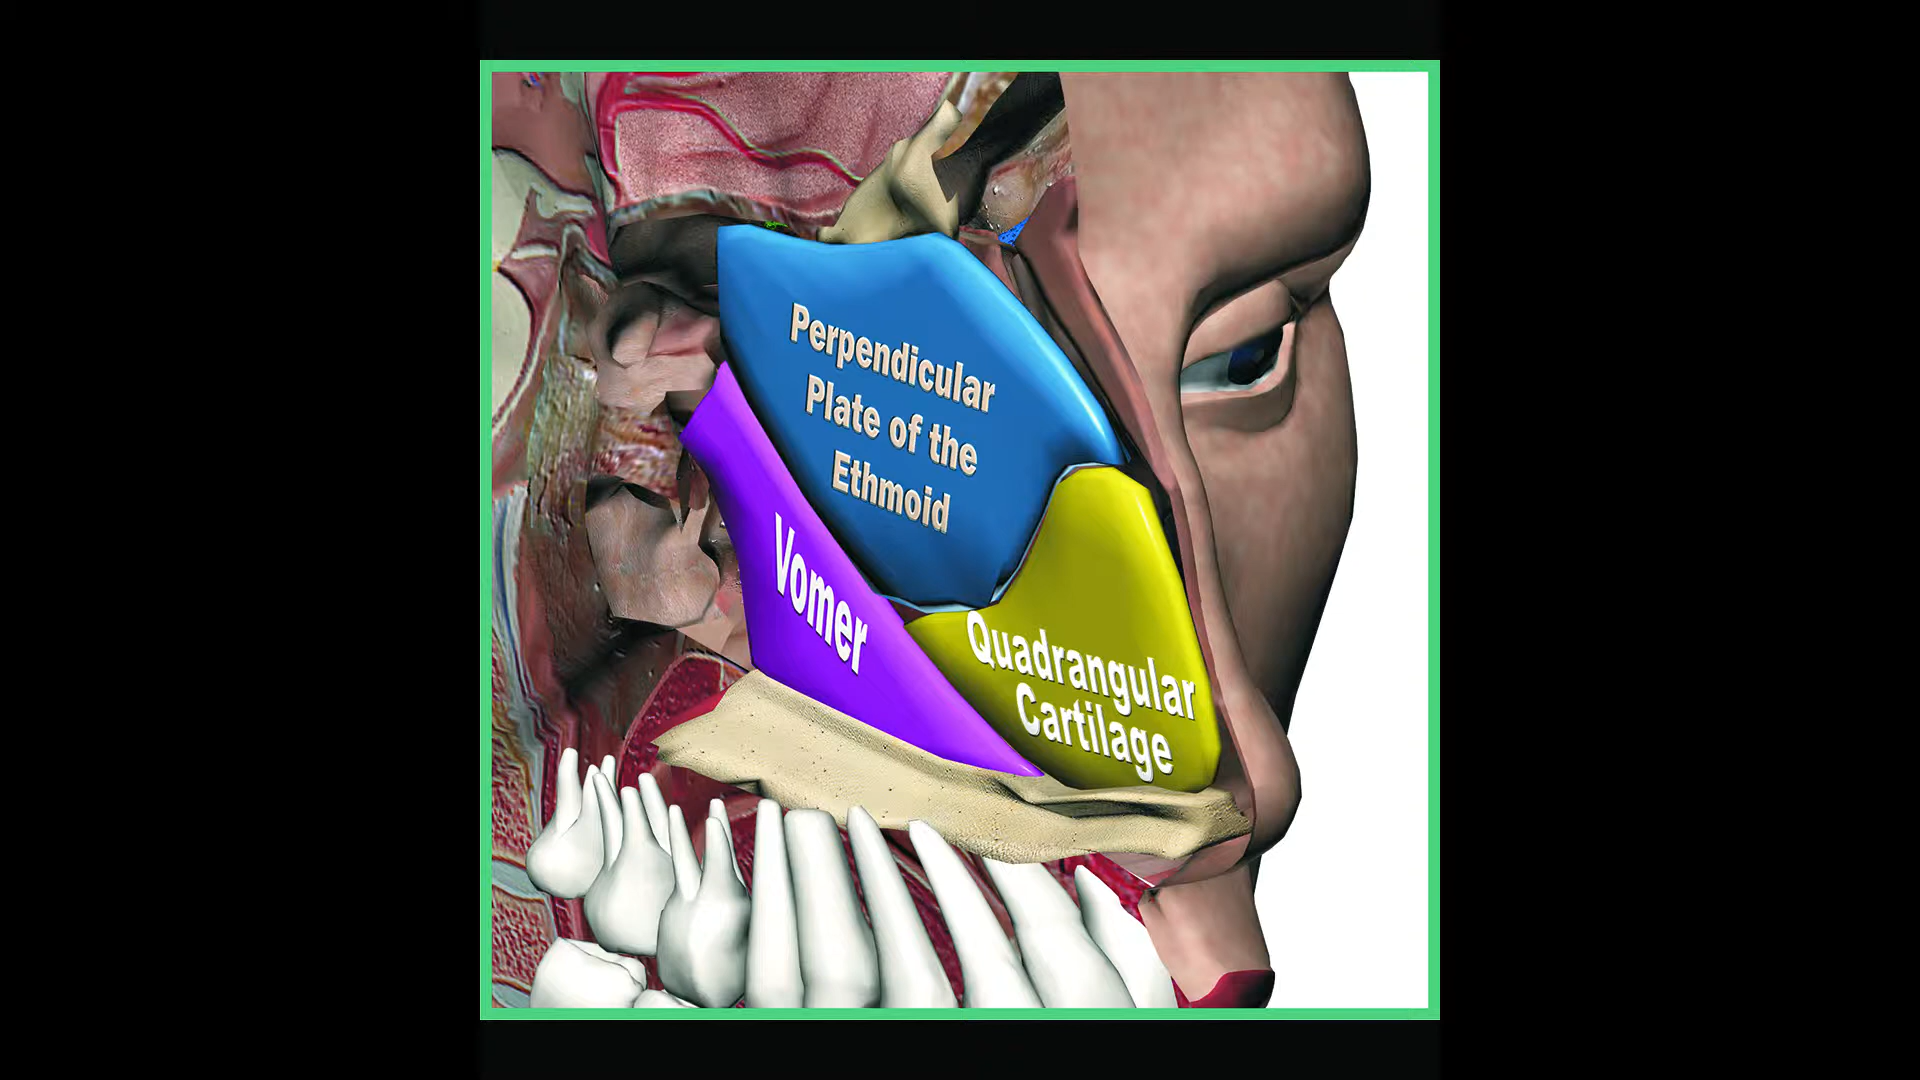 Perpendicular
Plate of the
Ethmoid
Vomer
Quadrangular
Cartilage